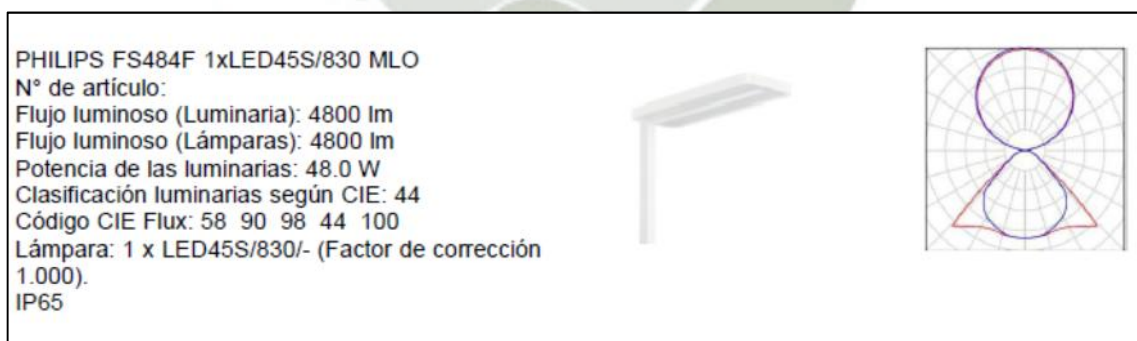 PHILIPS FS484F 1xLED45S/830 MLO
N° de artículo:
Flujo luminoso (Luminaria): 4800 lm
Flujo luminoso (Lámparas): 4800 lm
Potencia de las luminarias: 48.0 W
Clasificación luminarias según CIE: 44
Código CIE Flux: 58 90 98 44 100
Lámpara: 1 x LED45S/830/- (Factor de corrección
1.000).
IP65